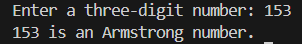 Enter a three-digit number: 153
153 is an Armstrong number.